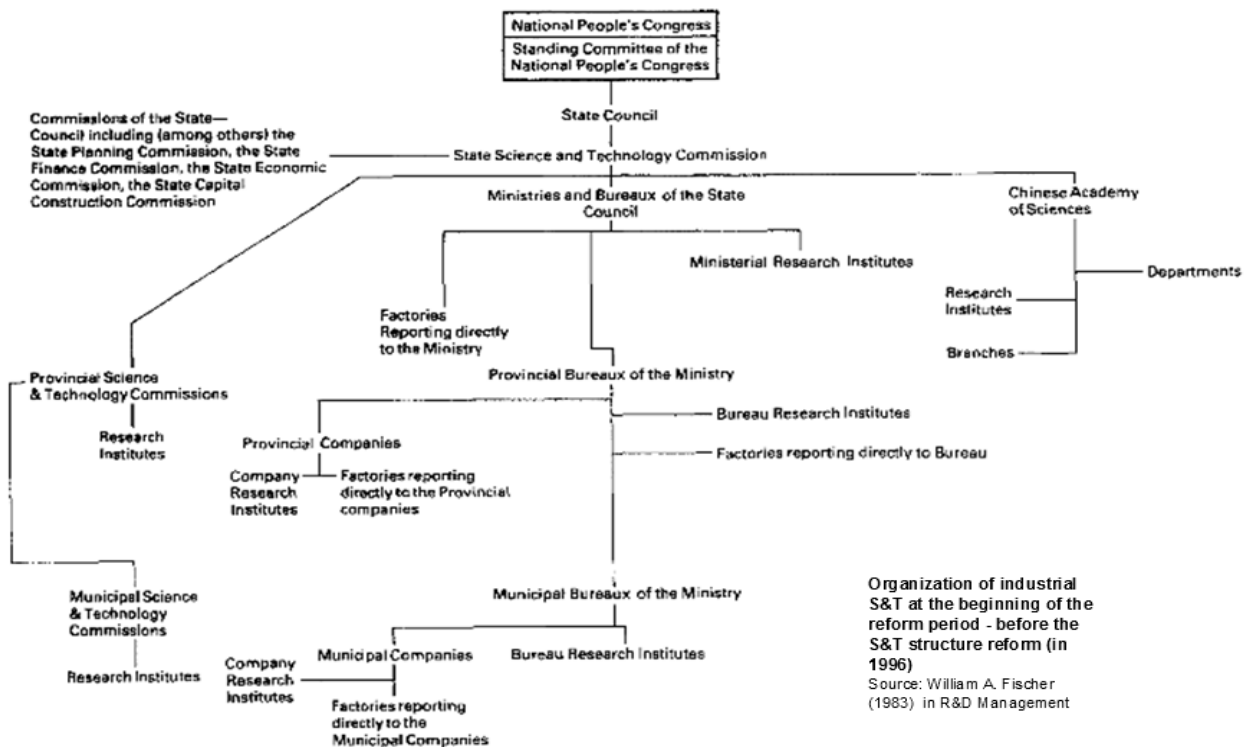 National People's Congress
Standing Committee of the
National People's Congress
State Council
Commissions of the State—
Council including (among others) the
State Planning Commission, the State
Finance Commission, the State Economic
Commission, the State Capital
Construction Commission
State Science and Technology Commission
Ministries and Bureaux of the State
Council
Chinese Academy
of Sciences
Ministerial Research Institutes
Departments
Research
Institutes
Branches
Factories
Reporting directly
to the Ministry
Provincial Science
& Technology Commissions
Research
Institutes
Provincial Bureaux of the Ministry
Bureau Research Institutes
Factories reporting directly to Bureau
Provincial Companies
Company
Research
Institutes
Factories reporting
directly to the Provincial
companies
Municipal Science
& Technology
Commissions
Research Institutes
Municipal Bureaux of the Ministry
Municipal Companies
Bureau Research Institutes
Company
Research
Institutes
Factories reporting
directly to the
Municipal Companies
Organization of industrial
S&T at the beginning of the
reform period - before the
S&T structure reform (in
1996)
Source: William A. Fischer
(1983) in R&D Management